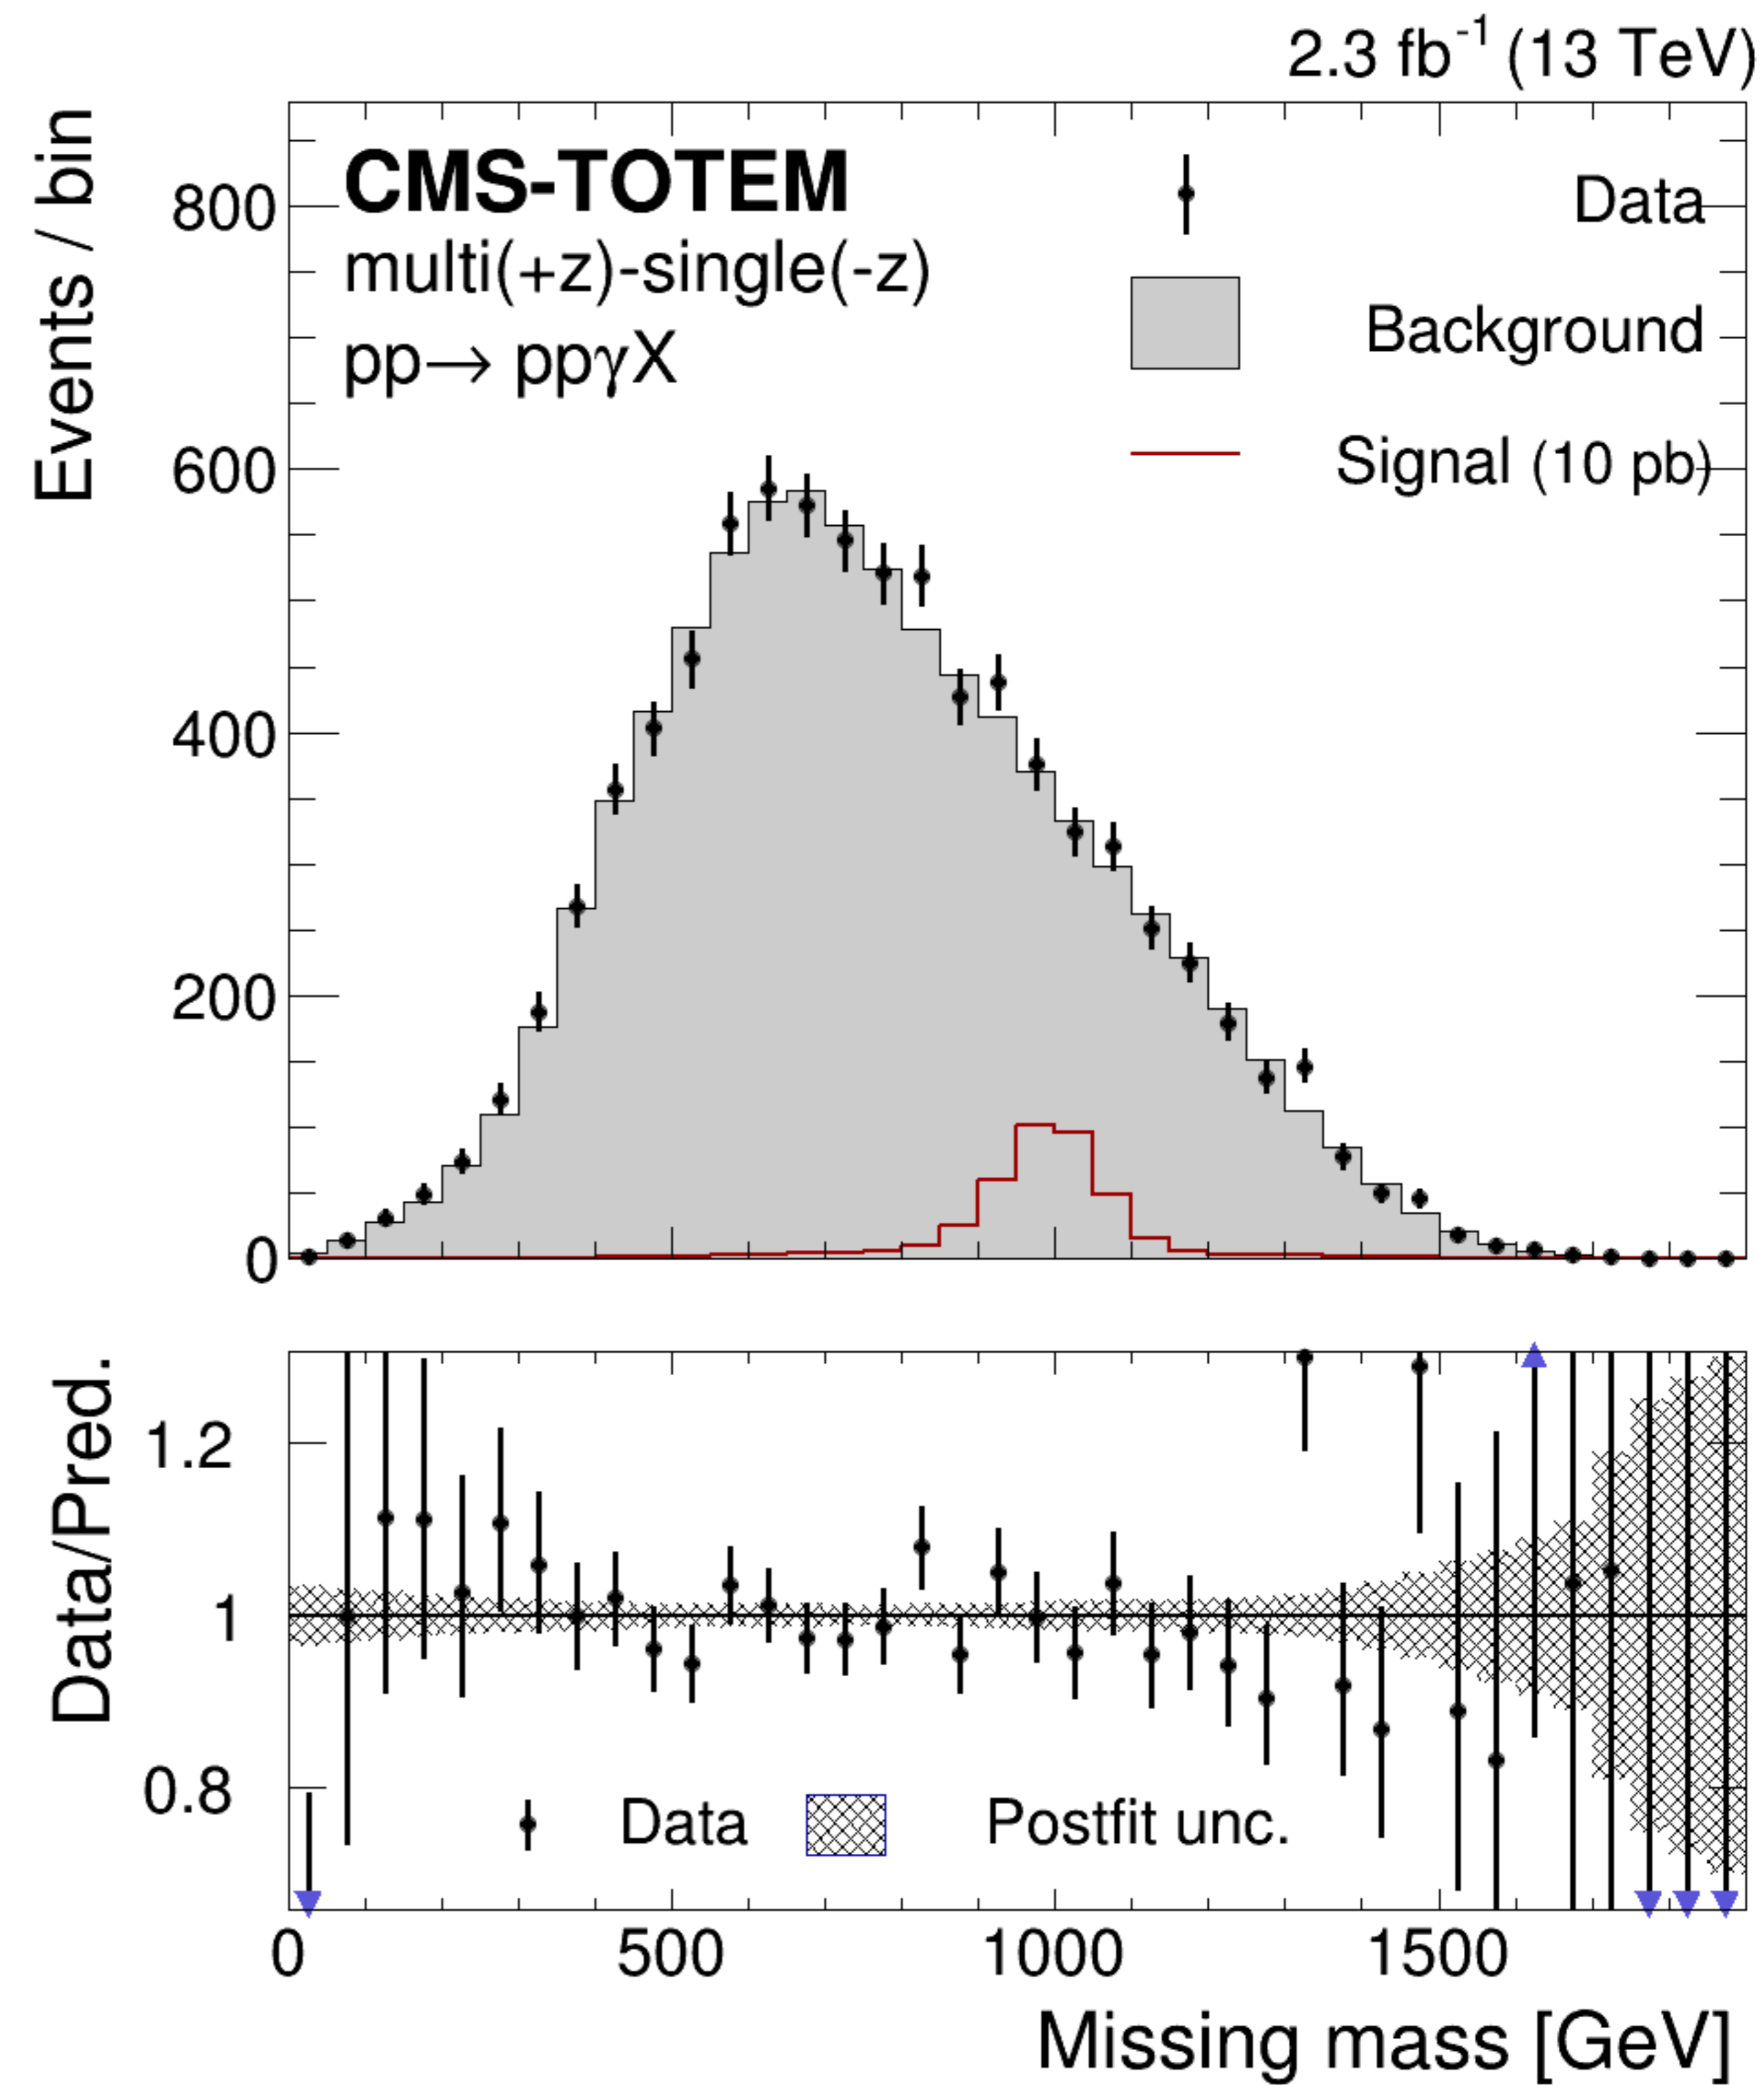 2.3 fb⁻¹ (13 TeV)
Events / bin
CMS-TOTEM
multi(+z)-single(-z)
pp→ ppγX
Data
Background
Signal (10 pb)
800
600
400
200
0
Data/Pred.
1.2
1
0.8
Data
Postfit unc.
0 500 1000 1500
Missing mass [GeV]